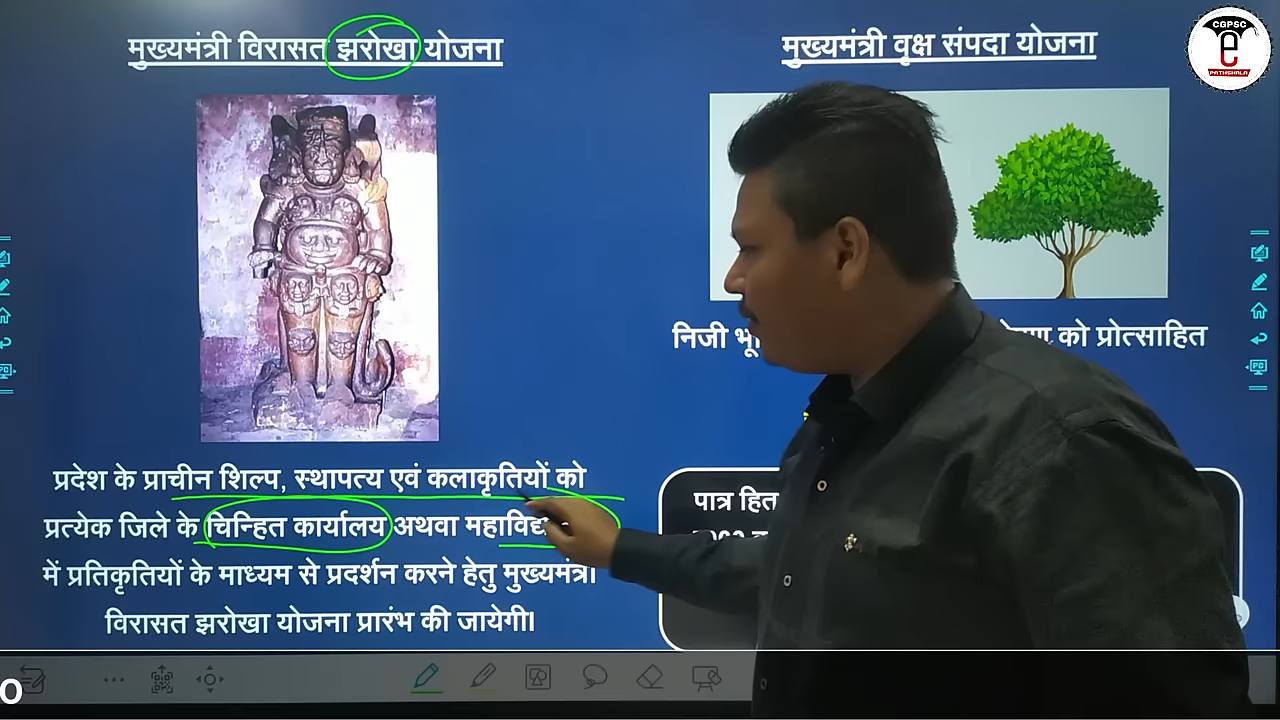 मुख्यमंत्री विरासत झरोखा योजना
प्रदेश के प्राचीन शिल्प, स्थापत्य एवं कलाकृतियों को
प्रत्येक जिले के चिन्हित कार्यालय अथवा
में प्रतिकृतियों के माध्यम से प्रदर्शन करने हेतु मुख्यमंत्री
विरासत झरोखा योजना प्रारंभ की जायेगी।
मुख्यमंत्री वृक्ष संपदा योजना
निजी को प्रोत्साहित
पात्र
CGPSC
e
PATHSHALA